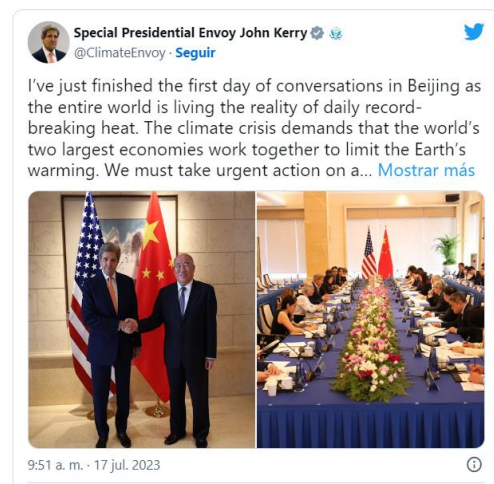 Special Presidential Envoy John Kerry
@ClimateEnvoy · Seguir
I’ve just finished the first day of conversations in Beijing as
the entire world is living the reality of daily record-
breaking heat. The climate crisis demands that the world’s
two largest economies work together to limit the Earth’s
warming. We must take urgent action on a... Mostrar más
9:51 a. m. · 17 jul. 2023